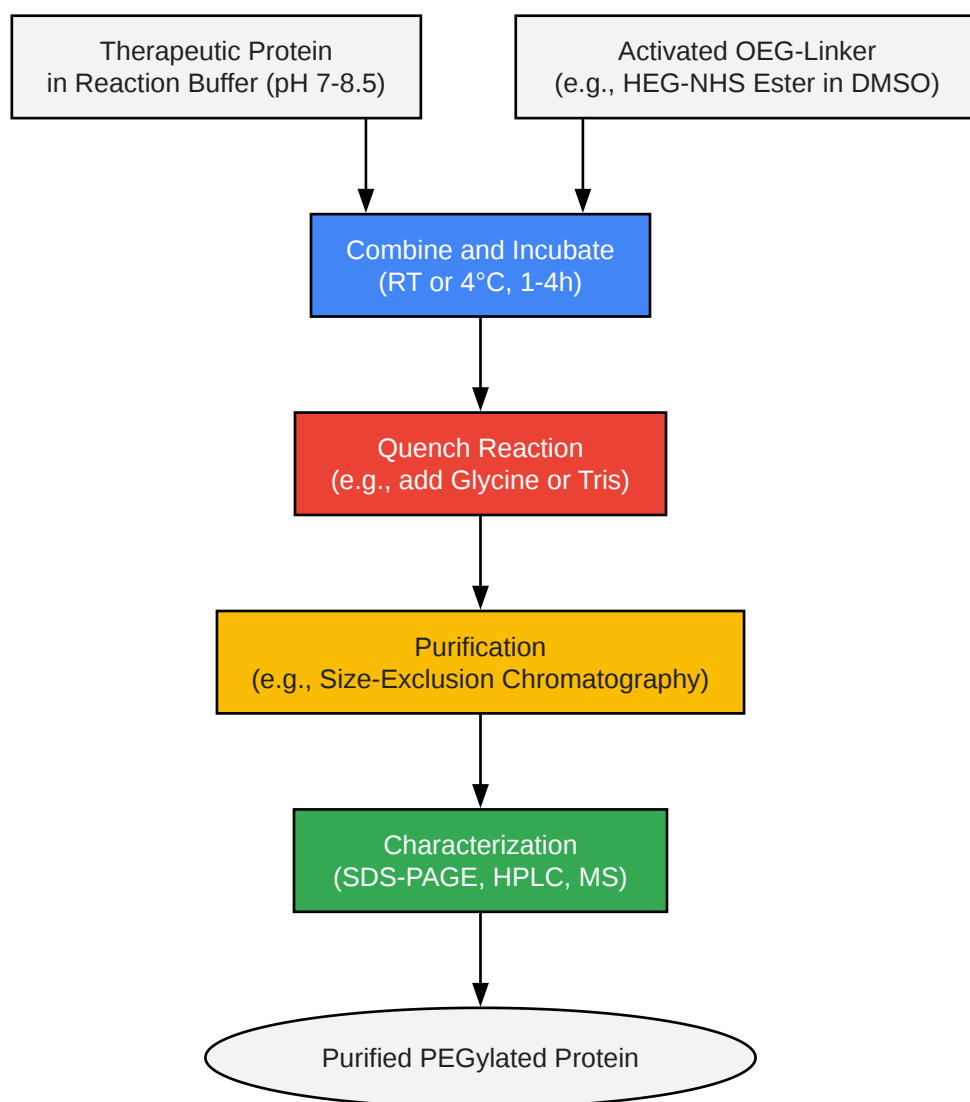 Therapeutic Protein
in Reaction Buffer (pH 7-8.5)
Activated OEG-Linker
(e.g., HEG-NHS Ester in DMSO)
Combine and Incubate
(RT or 4°C, 1-4h)
Quench Reaction
(e.g., add Glycine or Tris)
Purification
(e.g., Size-Exclusion Chromatography)
Characterization
(SDS-PAGE, HPLC, MS)
Purified PEGylated Protein